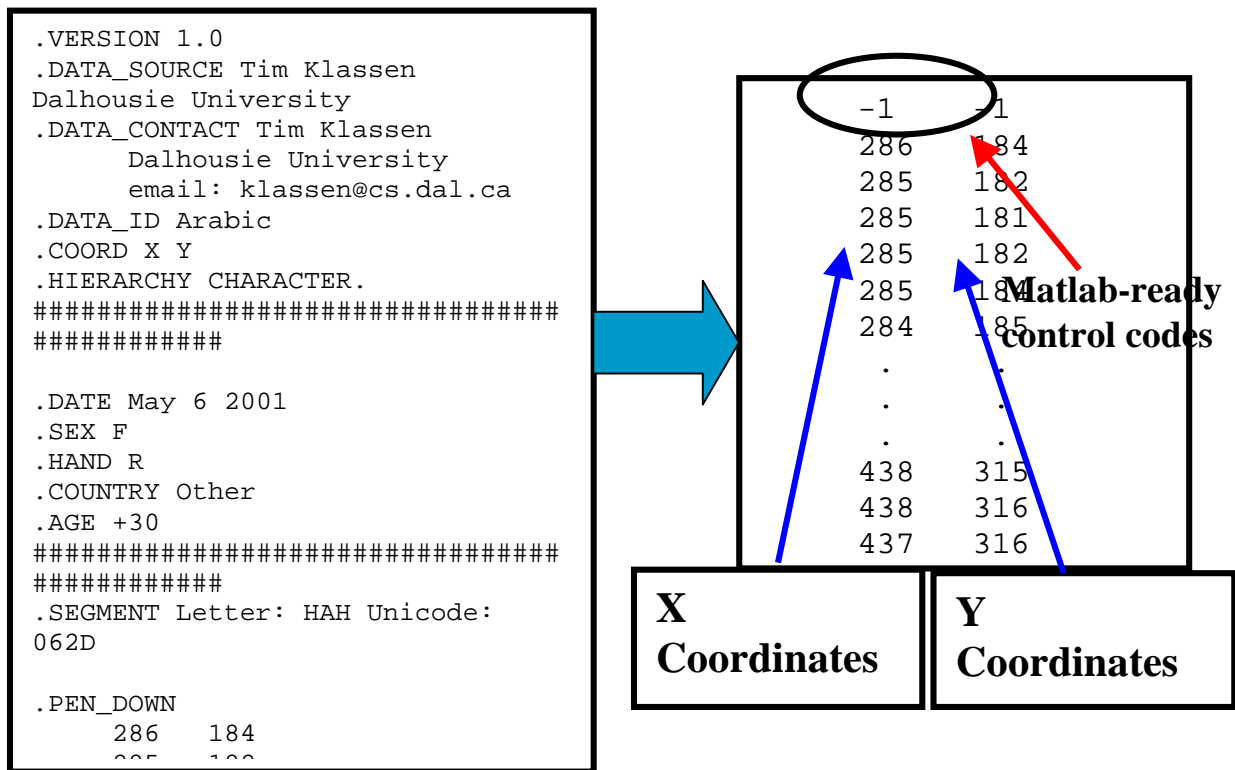 .VERSION 1.0
.DATA_SOURCE Tim Klassen
Dalhousie University
.DATA_CONTACT Tim Klassen
Dalhousie University
email: klassen@cs.dal.ca
.DATA_ID Arabic
.COORD X Y
.HIERARCHY CHARACTER.
#################################
############
.DATE May 6 2001
.SEX F
.HAND R
.COUNTRY Other
.AGE +30
#################################
############
.SEGMENT Letter: HAH Unicode:
062D
.PEN_DOWN
286 184
-1 -1
286 184
285 182
285 181
285 182
285 184
284 185
. .
. .
. .
438 315
438 316
437 316
Matlab-ready
control codes
X
Coordinates
Y
Coordinates